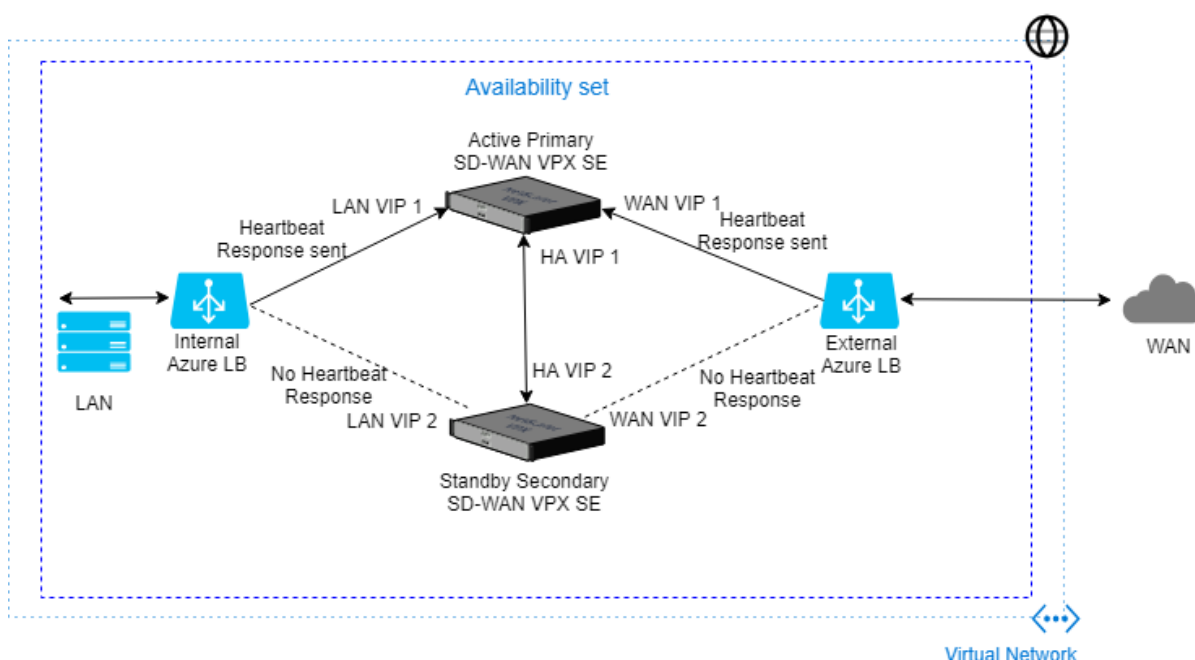 Availability set
Active Primary
SD-WAN VPX SE
LAN VIP 1
WAN VIP 1
Heartbeat
Response sent
Heartbeat
Response sent
HA VIP 1
Internal
Azure LB
External
Azure LB
WAN
LAN
No Heartbeat
Response
HA VIP 2
No Heartbeat
Response
LAN VIP 2
WAN VIP 2
Standby Secondary
SD-WAN VPX SE
Virtual Network